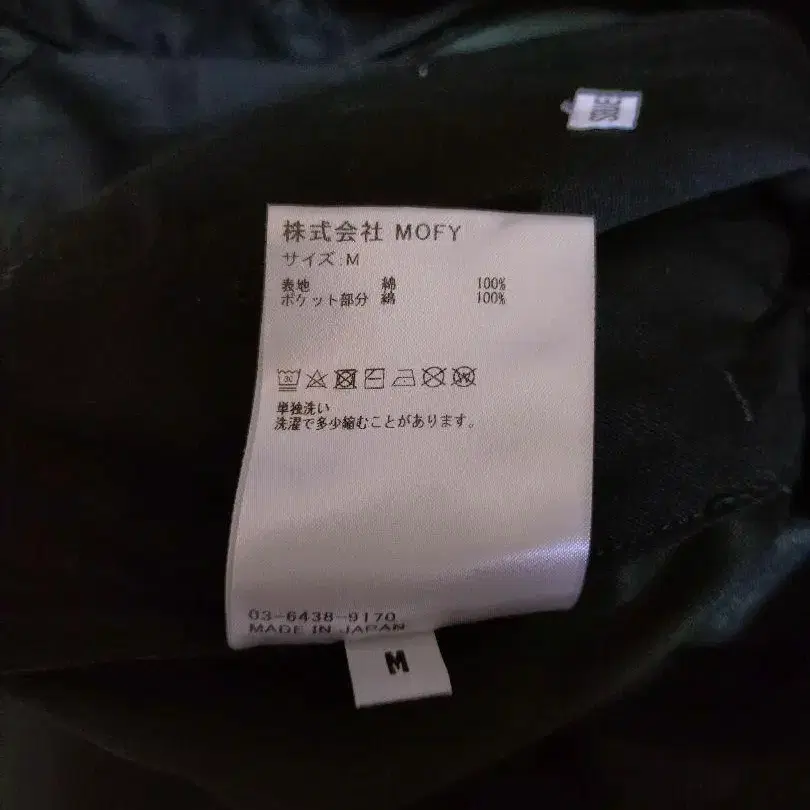 株式会社 MOFY
サイズ:M
表地 綿 100%
ポケット部分 綿 100%
単独洗い
洗濯で多少縮むことがあります。
03-6438-9170
MADE IN JAPAN
M